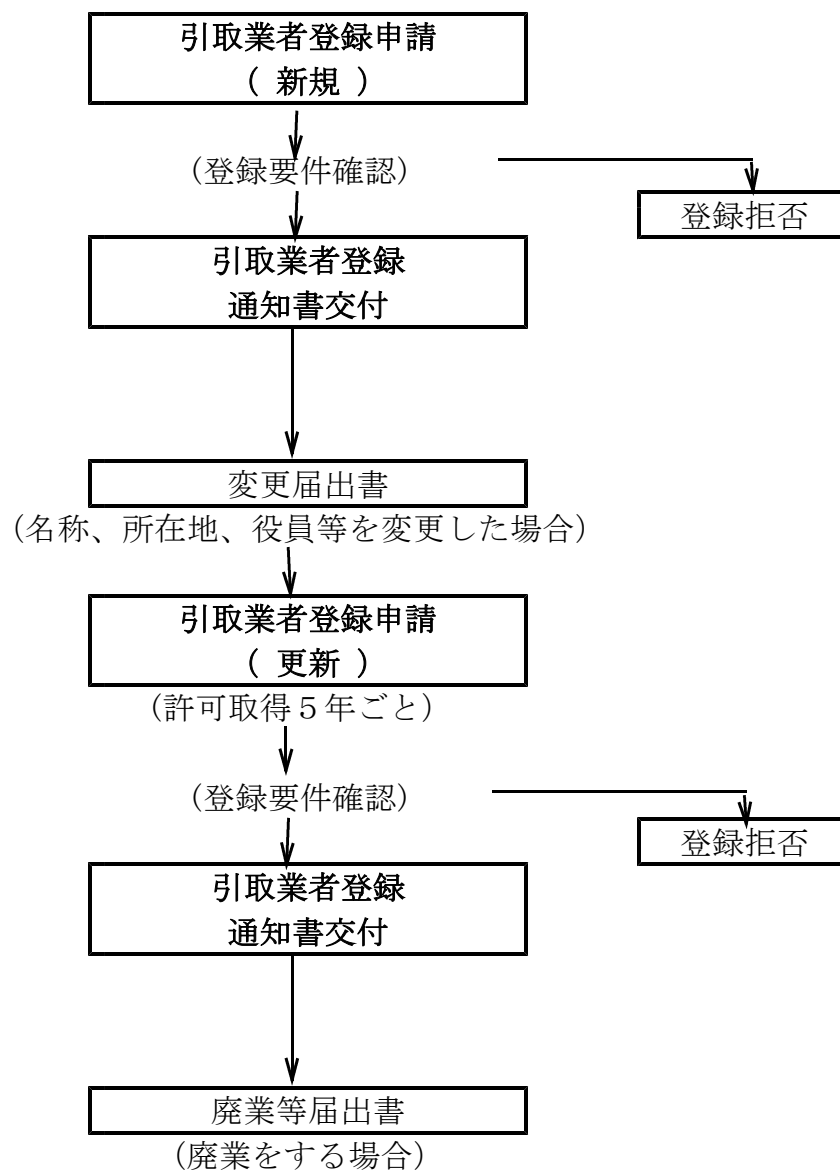 引取業者登録申請
( 新規 )
(登録要件確認)
登録拒否
引取業者登録
通知書交付
変更届出書
(名称、所在地、役員等を変更した場合)
引取業者登録申請
( 更新 )
(許可取得５年ごと)
(登録要件確認)
登録拒否
引取業者登録
通知書交付
廃業等届出書
(廃業をする場合)